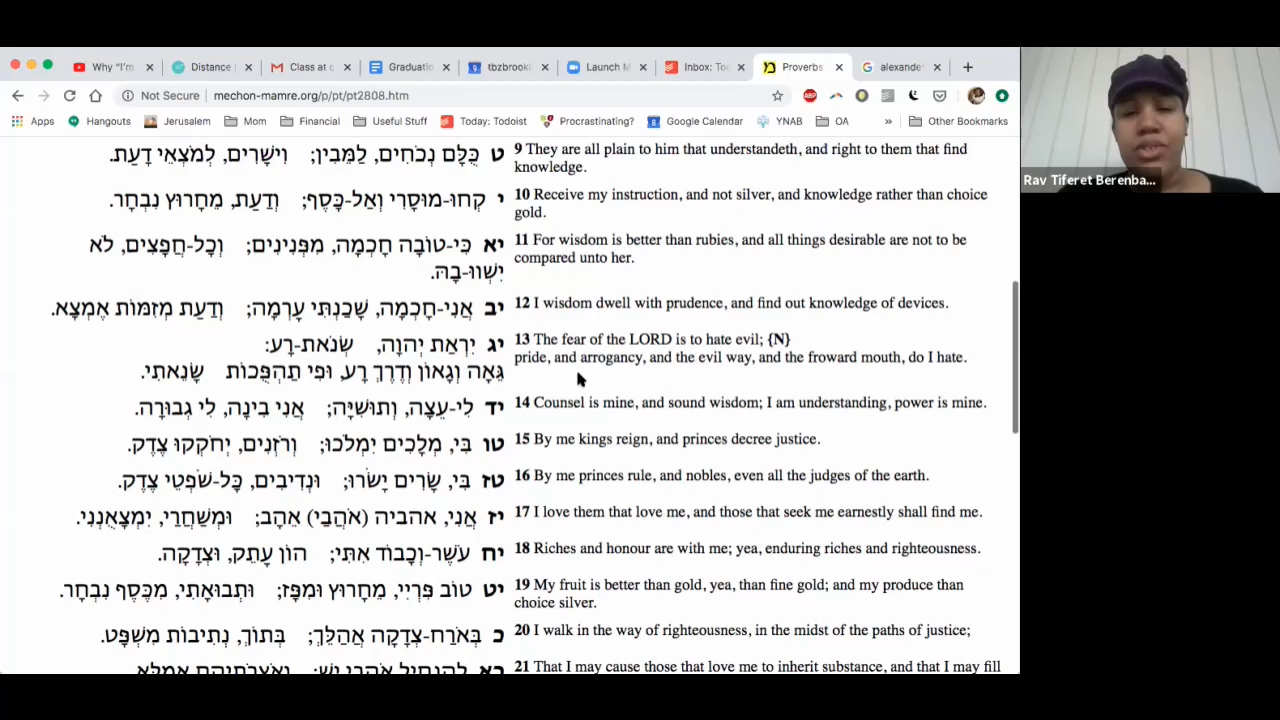 Why "I'm
Distance
Class at c
Graduatio
tbzbrookl
Launch M
Inbox: Too
Proverbs
alexande
Not Secure
mechon-mamre.org/p/pt/pt2808.htm
Apps
Hangouts
Jerusalem
Mom
Financial
Useful Stuff
Today: Todoist
Procrastinating?
Google Calendar
YNAB
OA
»
Other Bookmarks
Rav Tiferet Berenba...
ט כֻּלָּם נְכֹחִים, לַמֵּבִין; וִישָׁרִים, לְמֹצְאֵי דָעַת.
9 They are all plain to him that understandeth, and right to them that find
knowledge.
י קְחוּ-מוּסָרִי וְאַל-כָּסֶף; וְדַעַת, מֵחָרוּץ נִבְחָר.
10 Receive my instruction, and not silver, and knowledge rather than choice
gold.
יא כִּי-טוֹבָה חָכְמָה, מִפְּנִינִים; וְכָל-חֲפָצִים, לֹא
יִשְׁווּ-בָהּ.
11 For wisdom is better than rubies, and all things desirable are not to be
compared unto her.
יב אֲנִי-חָכְמָה, שָׁכַנְתִּי עָרְמָה; וְדַעַת מְזִמּוֹת אֶמְצָא.
12 I wisdom dwell with prudence, and find out knowledge of devices.
יג יִרְאַת יְהוָה, שְׂנֹאת-רָע:
גֵּאָה וְגָאוֹן וְדֶרֶךְ רָע, וּפִי תַהְפֻּכוֹת שָׂנֵאתִי.
13 The fear of the LORD is to hate evil; {N}
pride, and arrogancy, and the evil way, and the froward mouth, do I hate.
יד לִי-עֵצָה, וְתוּשִׁיָּה; אֲנִי בִינָה, לִי גְבוּרָה.
14 Counsel is mine, and sound wisdom; I am understanding, power is mine.
טו בִּי, מְלָכִים יִמְלֹכוּ; וְרֹזְנִים, יְחֹקְקוּ צֶדֶק.
15 By me kings reign, and princes decree justice.
טז בִּי, שָׂרִים יָשֹׂרוּ; וּנְדִיבִים, כָּל-שֹׁפְטֵי צֶדֶק.
16 By me princes rule, and nobles, even all the judges of the earth.
יז אֲנִי, אהביה (אֹהֲבַי) אֵהָב; וּמְשַׁחֲרַי, יִמְצָאֻנְנִי.
17 I love them that love me, and those that seek me earnestly shall find me.
יח עֹשֶׁר-וְכָבוֹד אִתִּי; הוֹן עָתֵק, וּצְדָקָה.
18 Riches and honour are with me; yea, enduring riches and righteousness.
יט טוֹב פִּרְיִי, מֵחָרוּץ וּמִפָּז; וּתְבוּאָתִי, מִכֶּסֶף נִבְחָר.
19 My fruit is better than gold, yea, than fine gold; and my produce than
choice silver.
כ בְּאֹרַח-צְדָקָה אֲהַלֵּךְ; בְּתוֹךְ, נְתִיבוֹת מִשְׁפָּט.
20 I walk in the way of righteousness, in the midst of the paths of justice;
כא לְהַנְחִיל אֹהֲבַי יֵשׁ; וְאֹצְרֹתֵיהֶם אֲמַלֵּא
21 That I may cause those that love me to inherit substance, and that I may fill